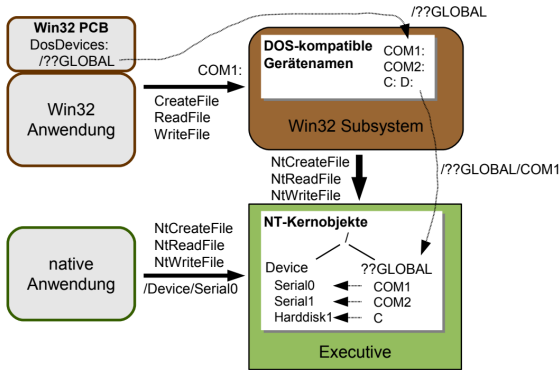 Win32 PCB
DosDevices:
/??GLOBAL
Win32
Anwendung
COM1:
CreateFile
ReadFile
WriteFile
/??GLOBAL
DOS-kompatible
Gerätenamen
COM1:
COM2:
C: D:
Win32 Subsystem
NtCreateFile
NtReadFile
NtWriteFile
/??GLOBAL/COM1
native
Anwendung
NtCreateFile
NtReadFile
NtWriteFile
/Device/Serial0
NT-Kernobjekte
/
Device ??GLOBAL
Serial0 COM1
Serial1 COM2
Harddisk1 C
Executive